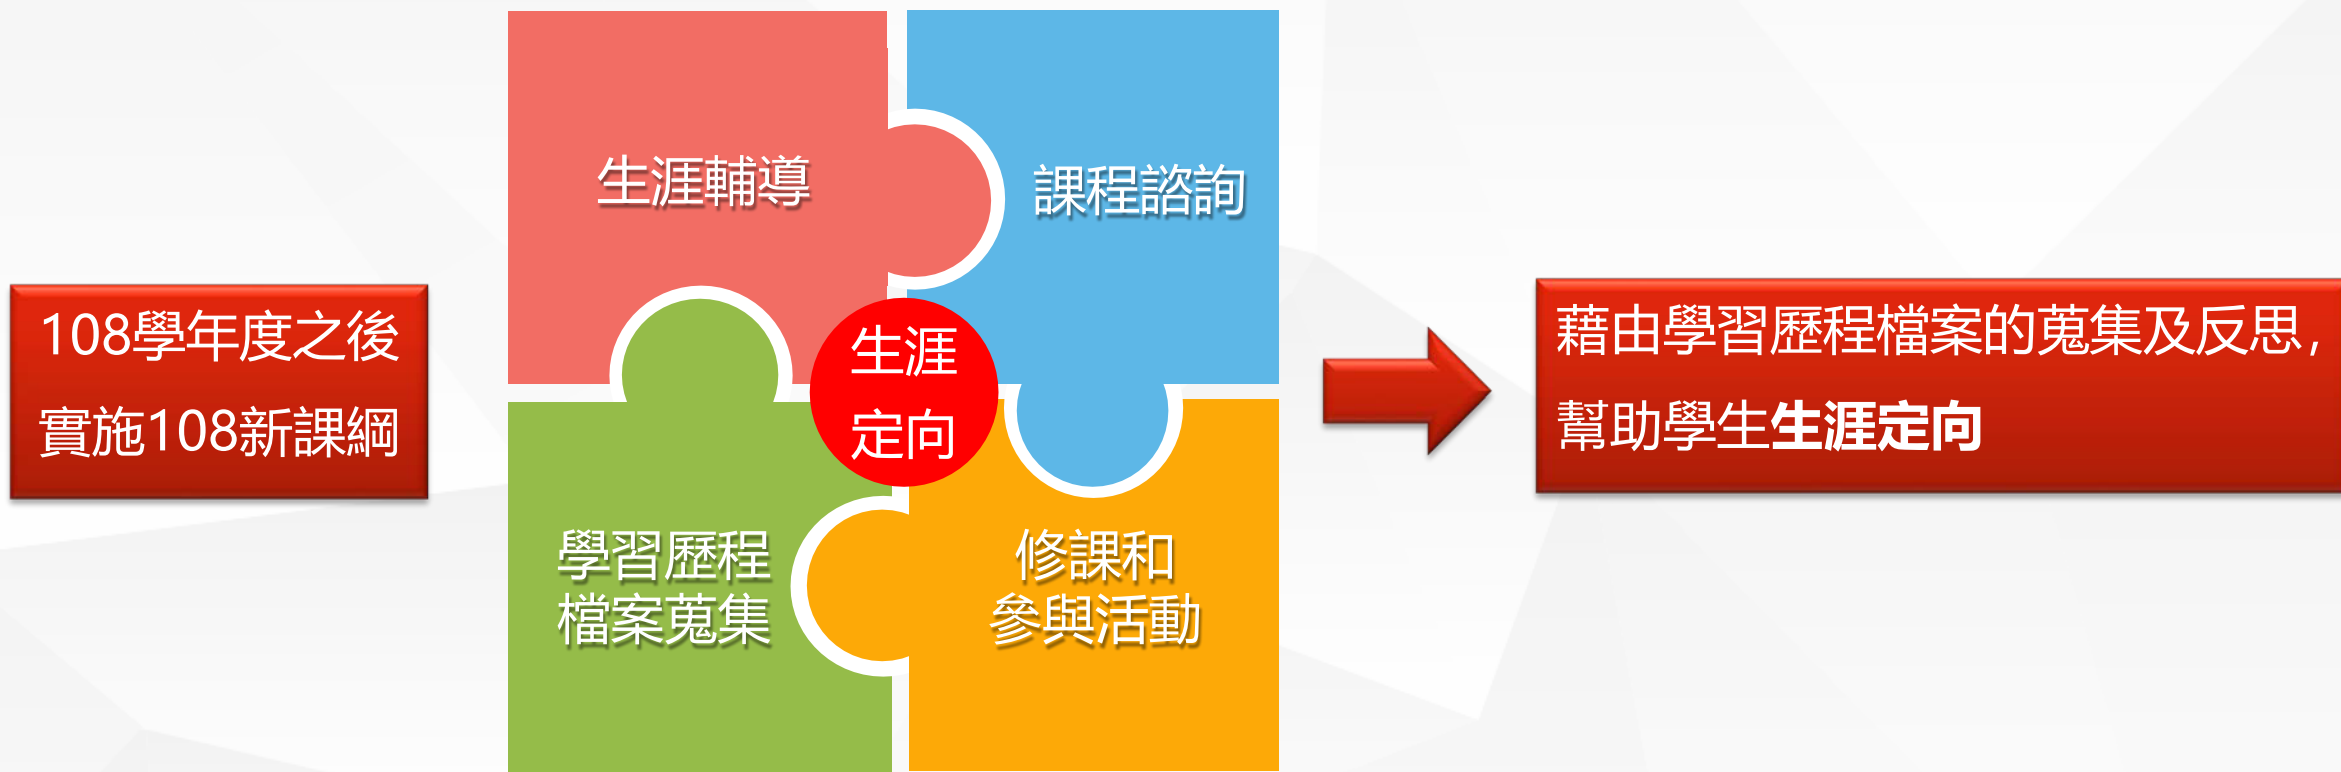 108學年度之後
實施108新課綱
生涯輔導
課程諮詢
生涯
定向
學習歷程
檔案蒐集
修課和
參與活動
藉由學習歷程檔案的蒐集及反思，
幫助學生生涯定向